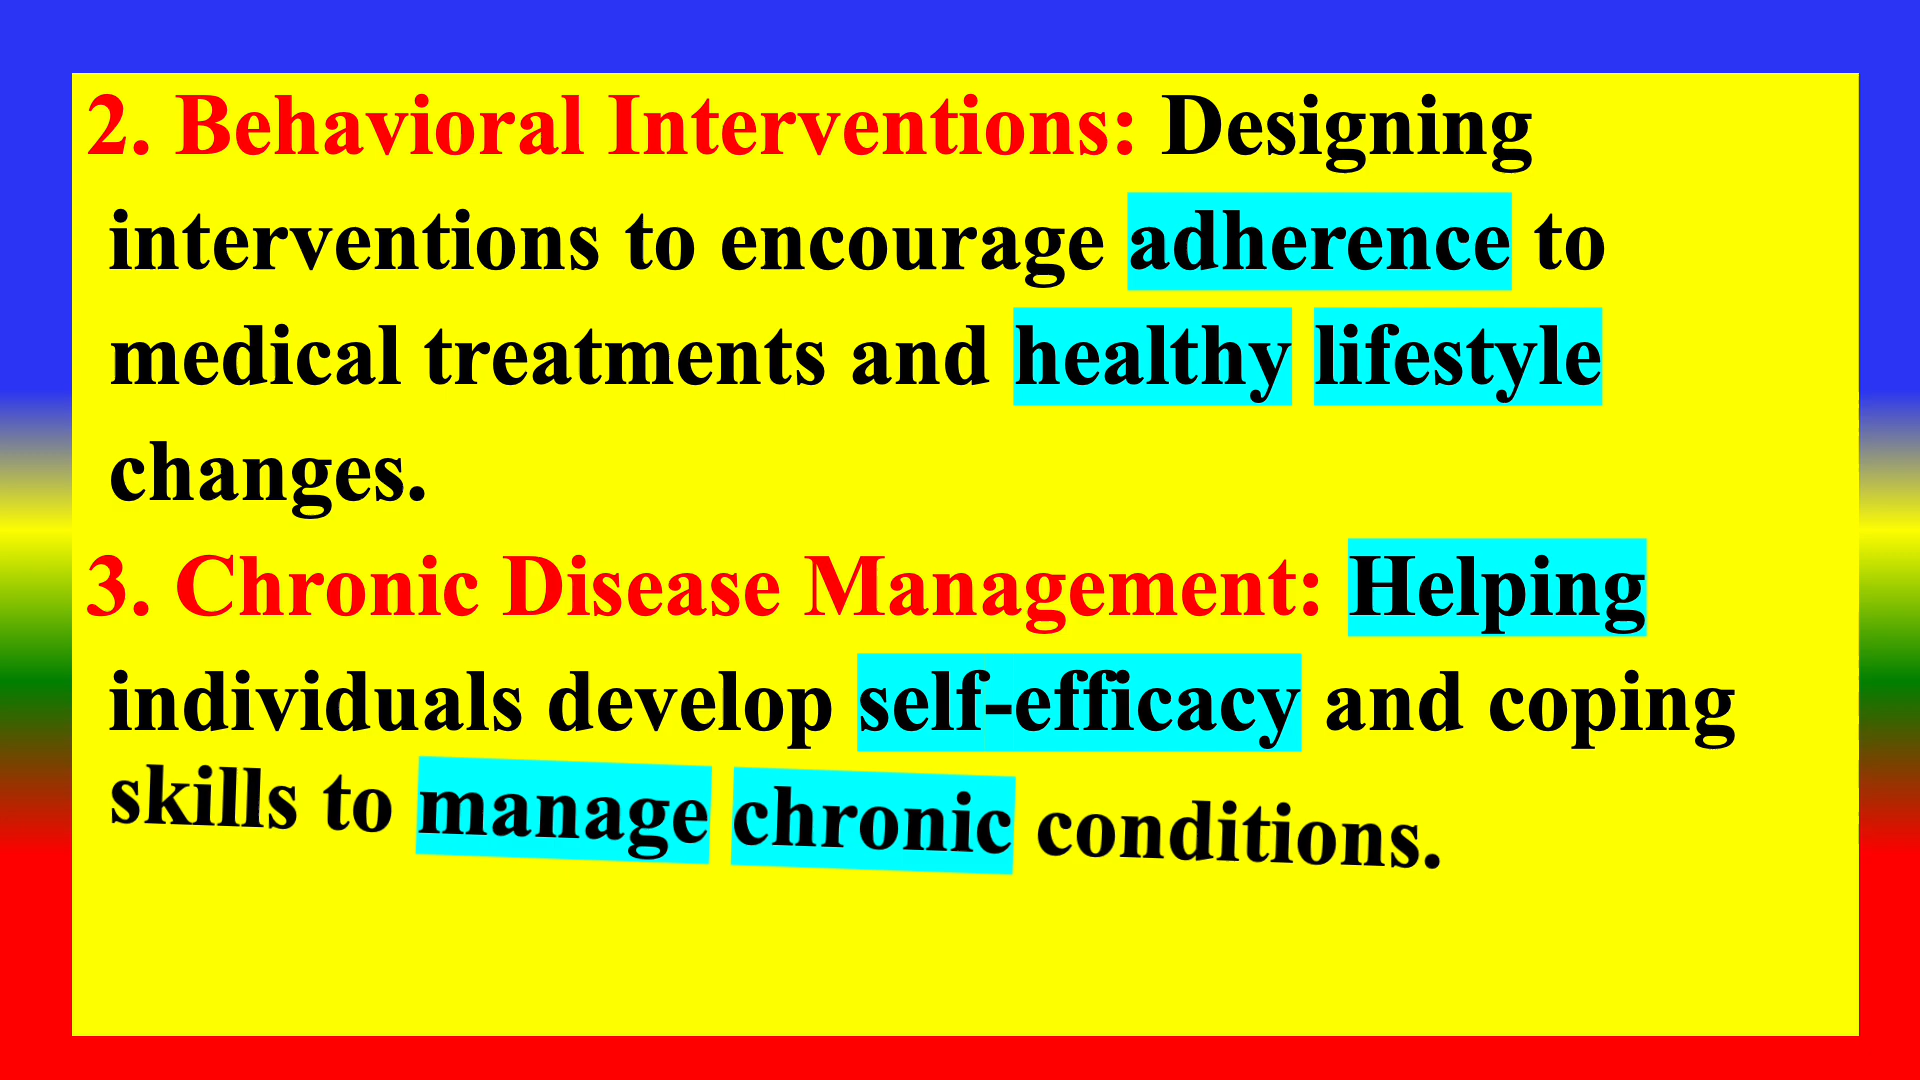 2. Behavioral Interventions: Designing
interventions to encourage adherence to
medical treatments and healthy lifestyle
changes.
3. Chronic Disease Management: Helping
individuals develop self-efficacy and coping
skills to manage chronic conditions.